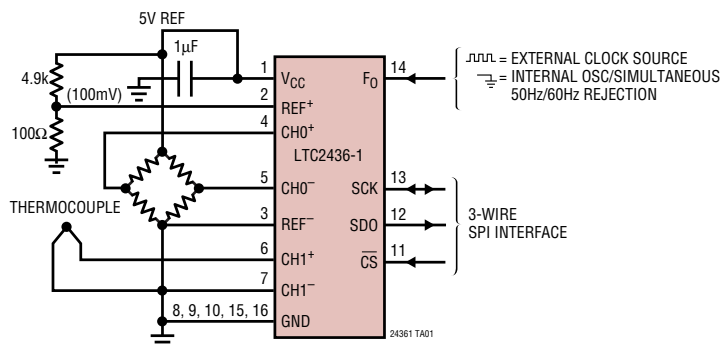 5V REF
1µF
4.9k
(100mV)
100Ω
THERMOCOUPLE
1
2
4
5
3
6
7
8, 9, 10, 15, 16
VCC
REF+
CH0+
LTC2436-1
CH0–
REF–
CH1+
CH1–
GND
FO
SCK
SDO
CS
14
13
12
11
= EXTERNAL CLOCK SOURCE
= INTERNAL OSC/SIMULTANEOUS
50Hz/60Hz REJECTION
3-WIRE
SPI INTERFACE
24361 TA01